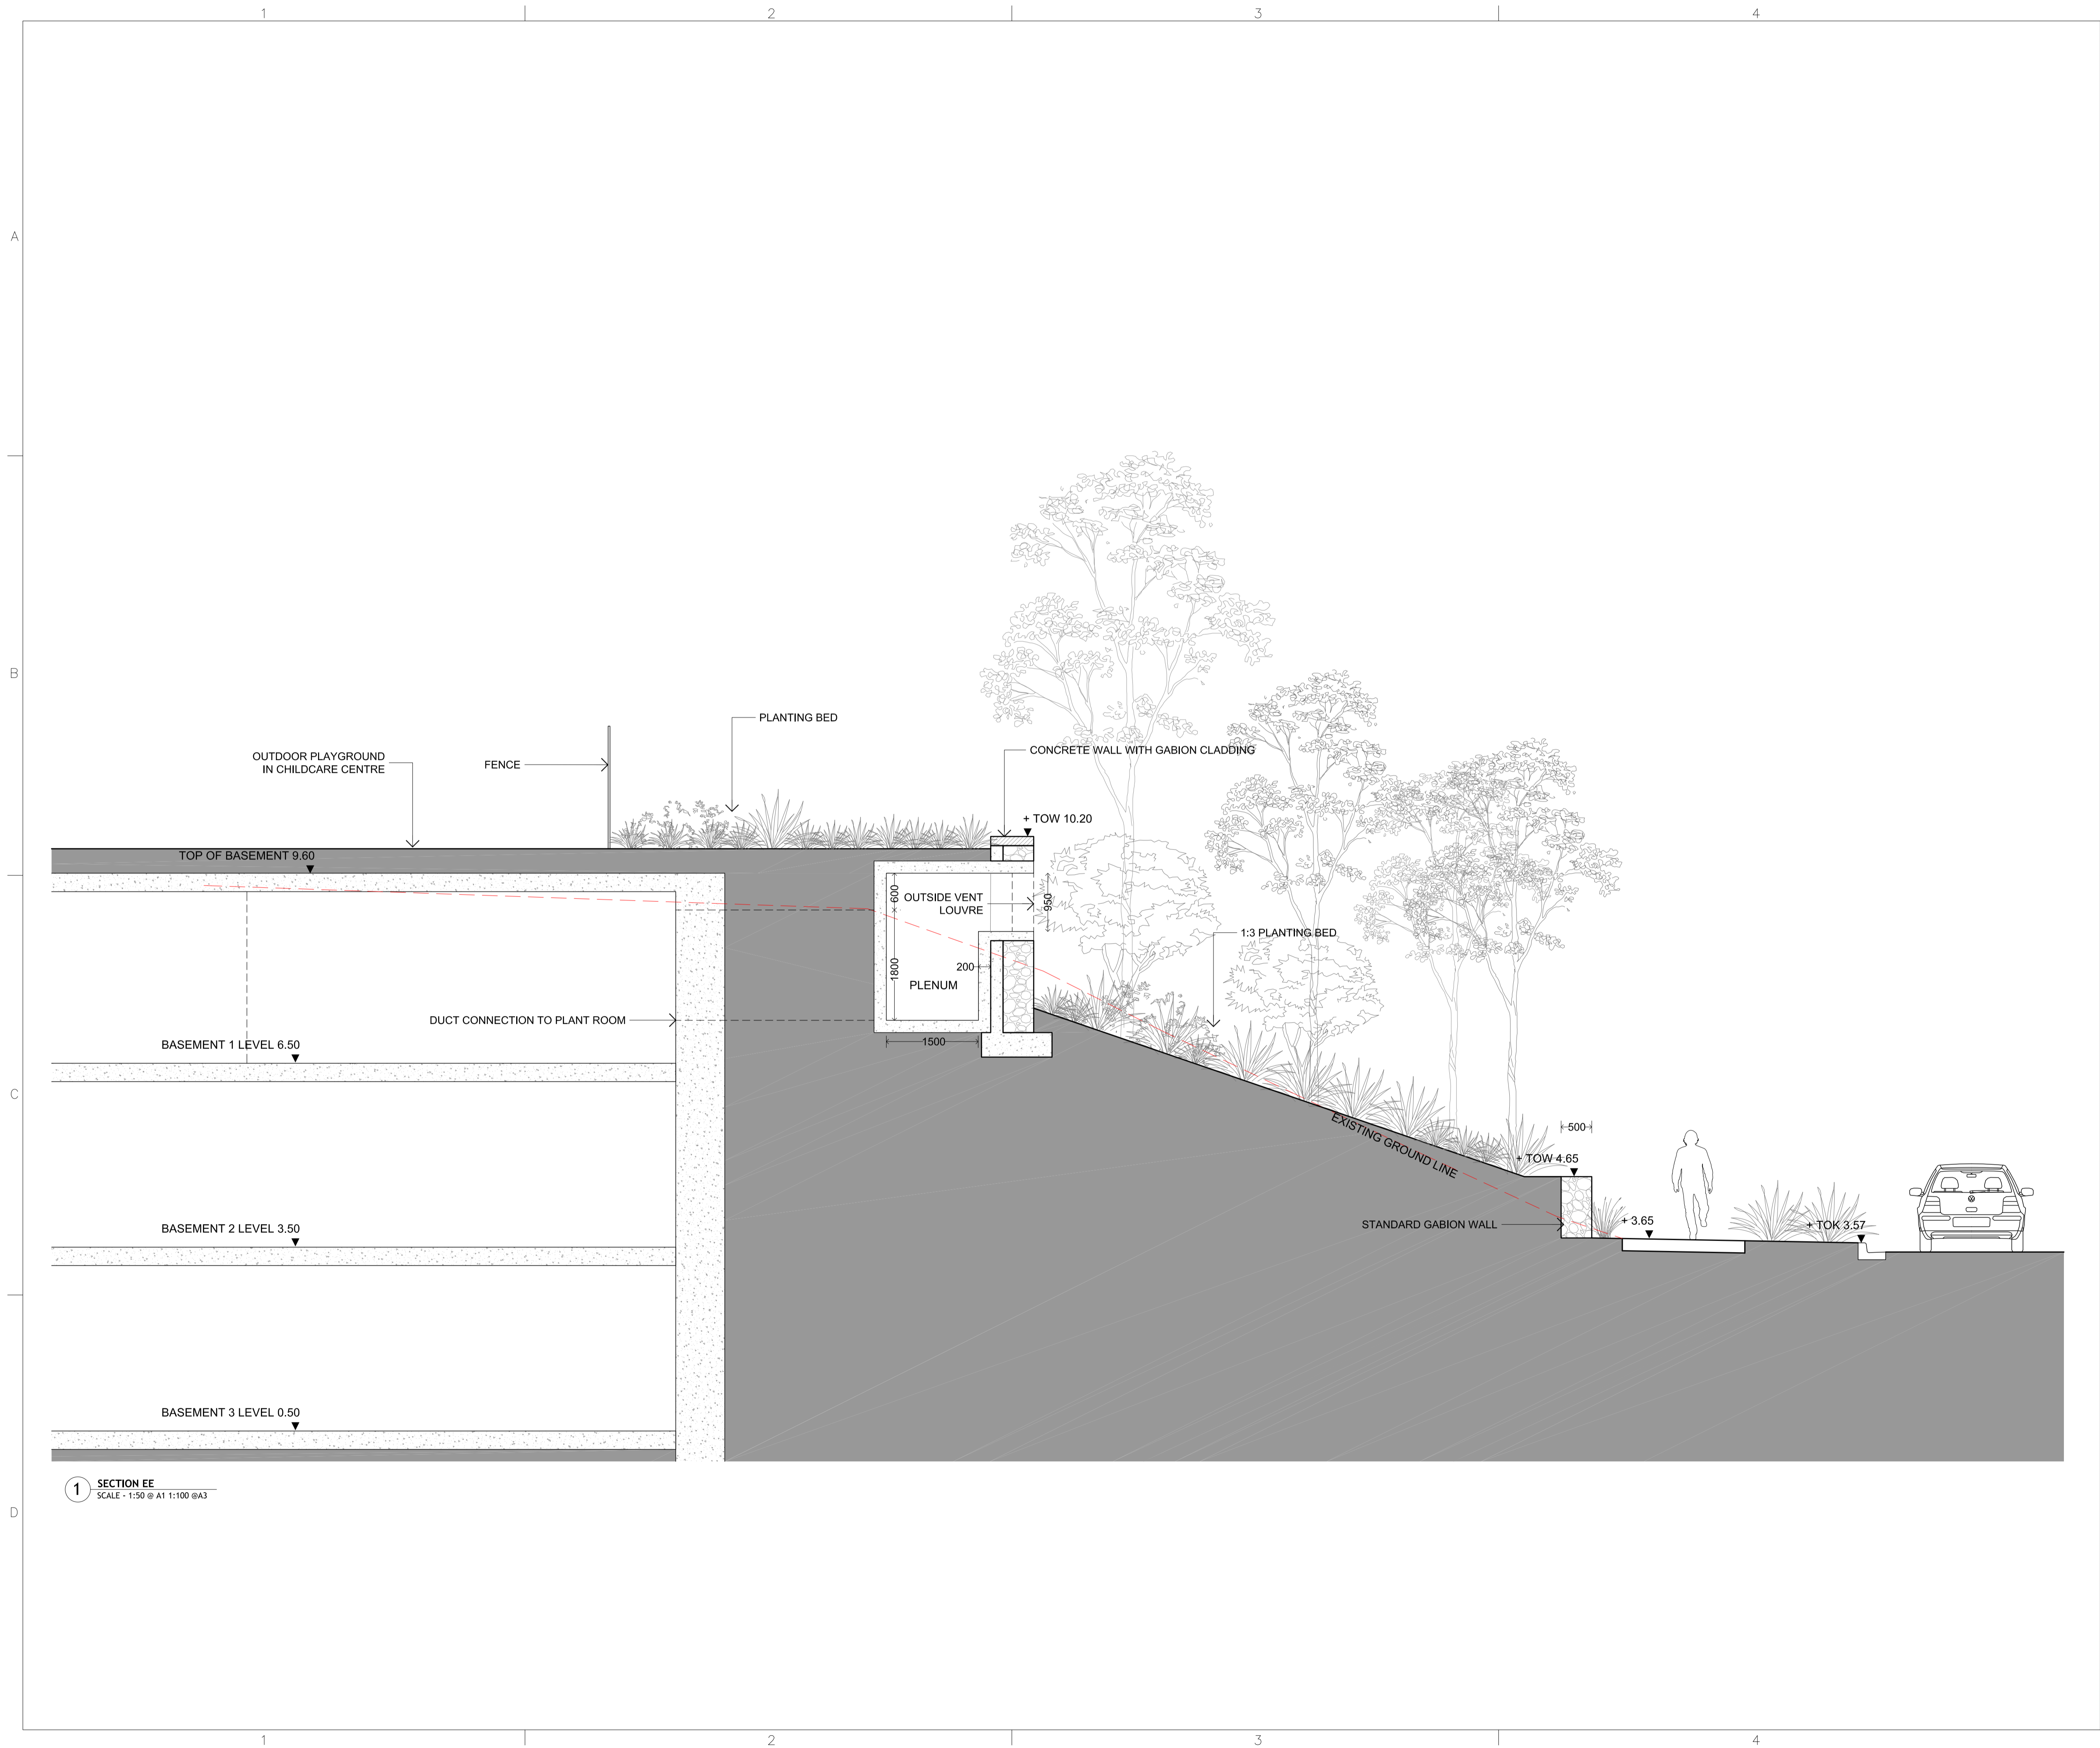 1 2 3 4
A
B
C
D
PLANTING BED
CONCRETE WALL WITH GABION CLADDING
OUTDOOR PLAYGROUND
IN CHILDCARE CENTRE
FENCE
+ TOW 10.20
TOP OF BASEMENT 9.60
600
OUTSIDE VENT
LOUVRE
950
1:3 PLANTING BED
1800
200
PLENUM
DUCT CONNECTION TO PLANT ROOM
1500
BASEMENT 1 LEVEL 6.50
EXISTING GROUND LINE
500
+ TOW 4.65
STANDARD GABION WALL
+ 3.65
+ TOK 3.57
BASEMENT 2 LEVEL 3.50
BASEMENT 3 LEVEL 0.50
1 SECTION EE
SCALE - 1:50 @ A1 1:100 @A3
1 2 3 4